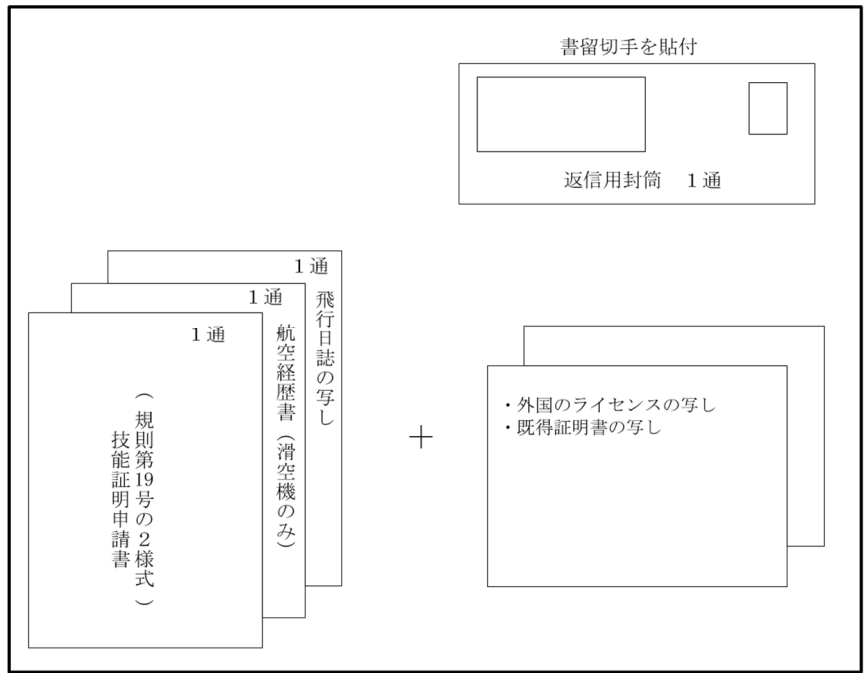 書留切手を貼付
返信用封筒　１通
１通
飛行日誌の写し
１通
航空経歴書（滑空機のみ）
１通
（規則第19号の２様式）
技能証明申請書
＋
・外国のライセンスの写し
・既得証明書の写し